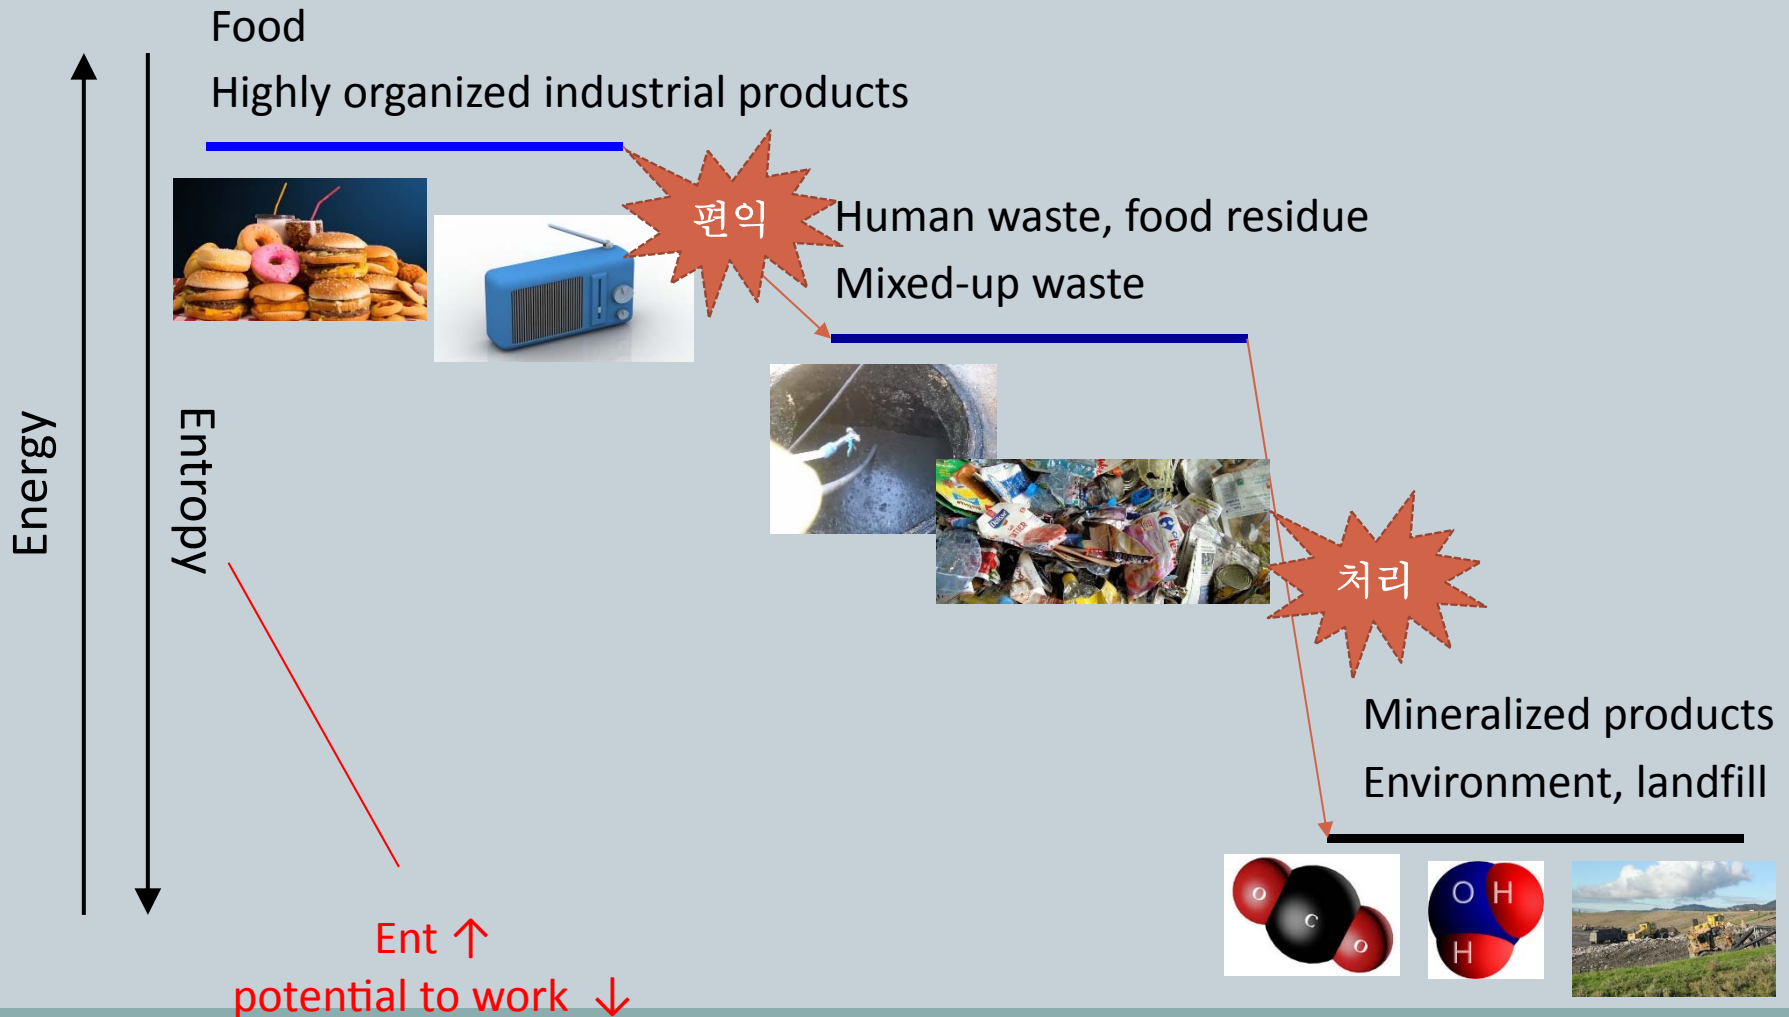 Food
Highly organized industrial products
편익
Human waste, food residue
Mixed-up waste
Energy
Entropy
처리
Mineralized products
Environment, landfill
O
C
O
O H
H
Ent ↑
potential to work ↓